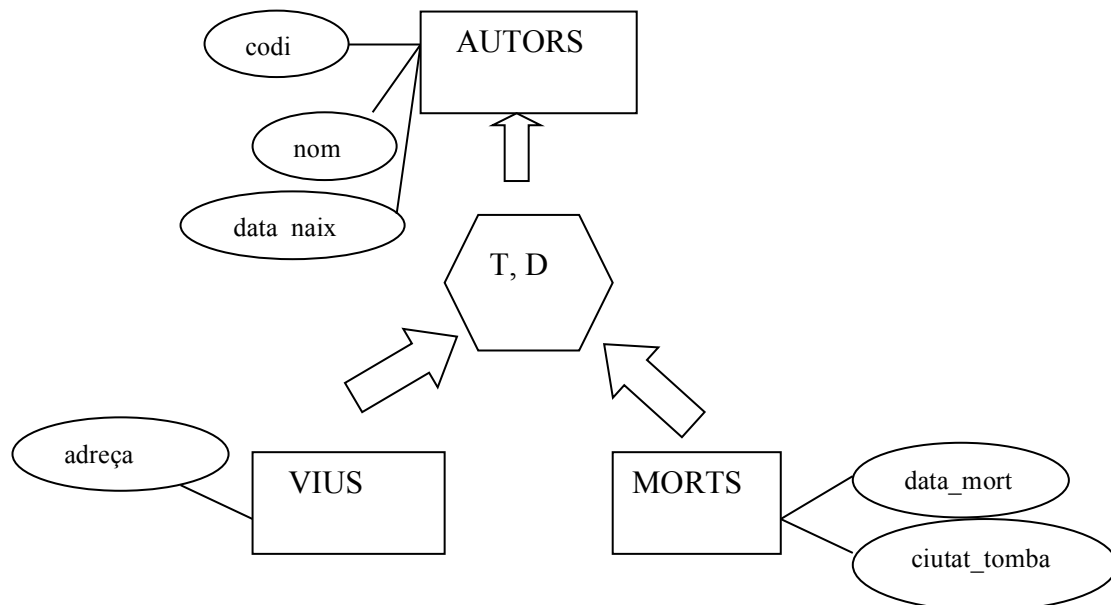 codi
AUTORS
nom
data naix
T, D
adreça
VIUS
MORTS
data_mort
ciutat_tomba